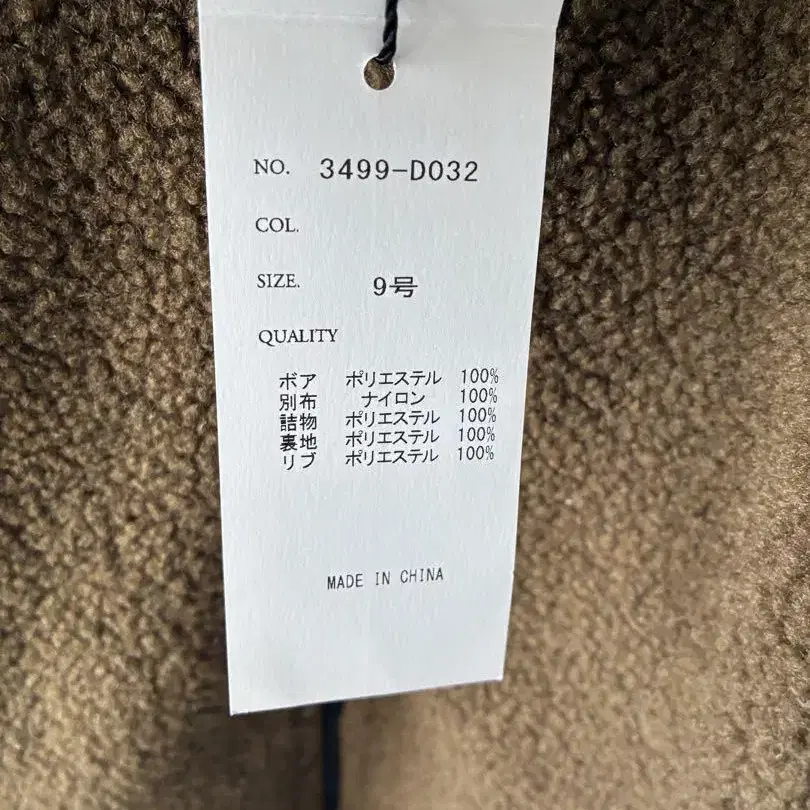 NO. 3499-D032
COL.
SIZE. 9号
QUALITY
ボア ポリエステル 100%
別布 ナイロン 100%
詰物 ポリエステル 100%
裏地 ポリエステル 100%
リブ ポリエステル 100%
MADE IN CHINA